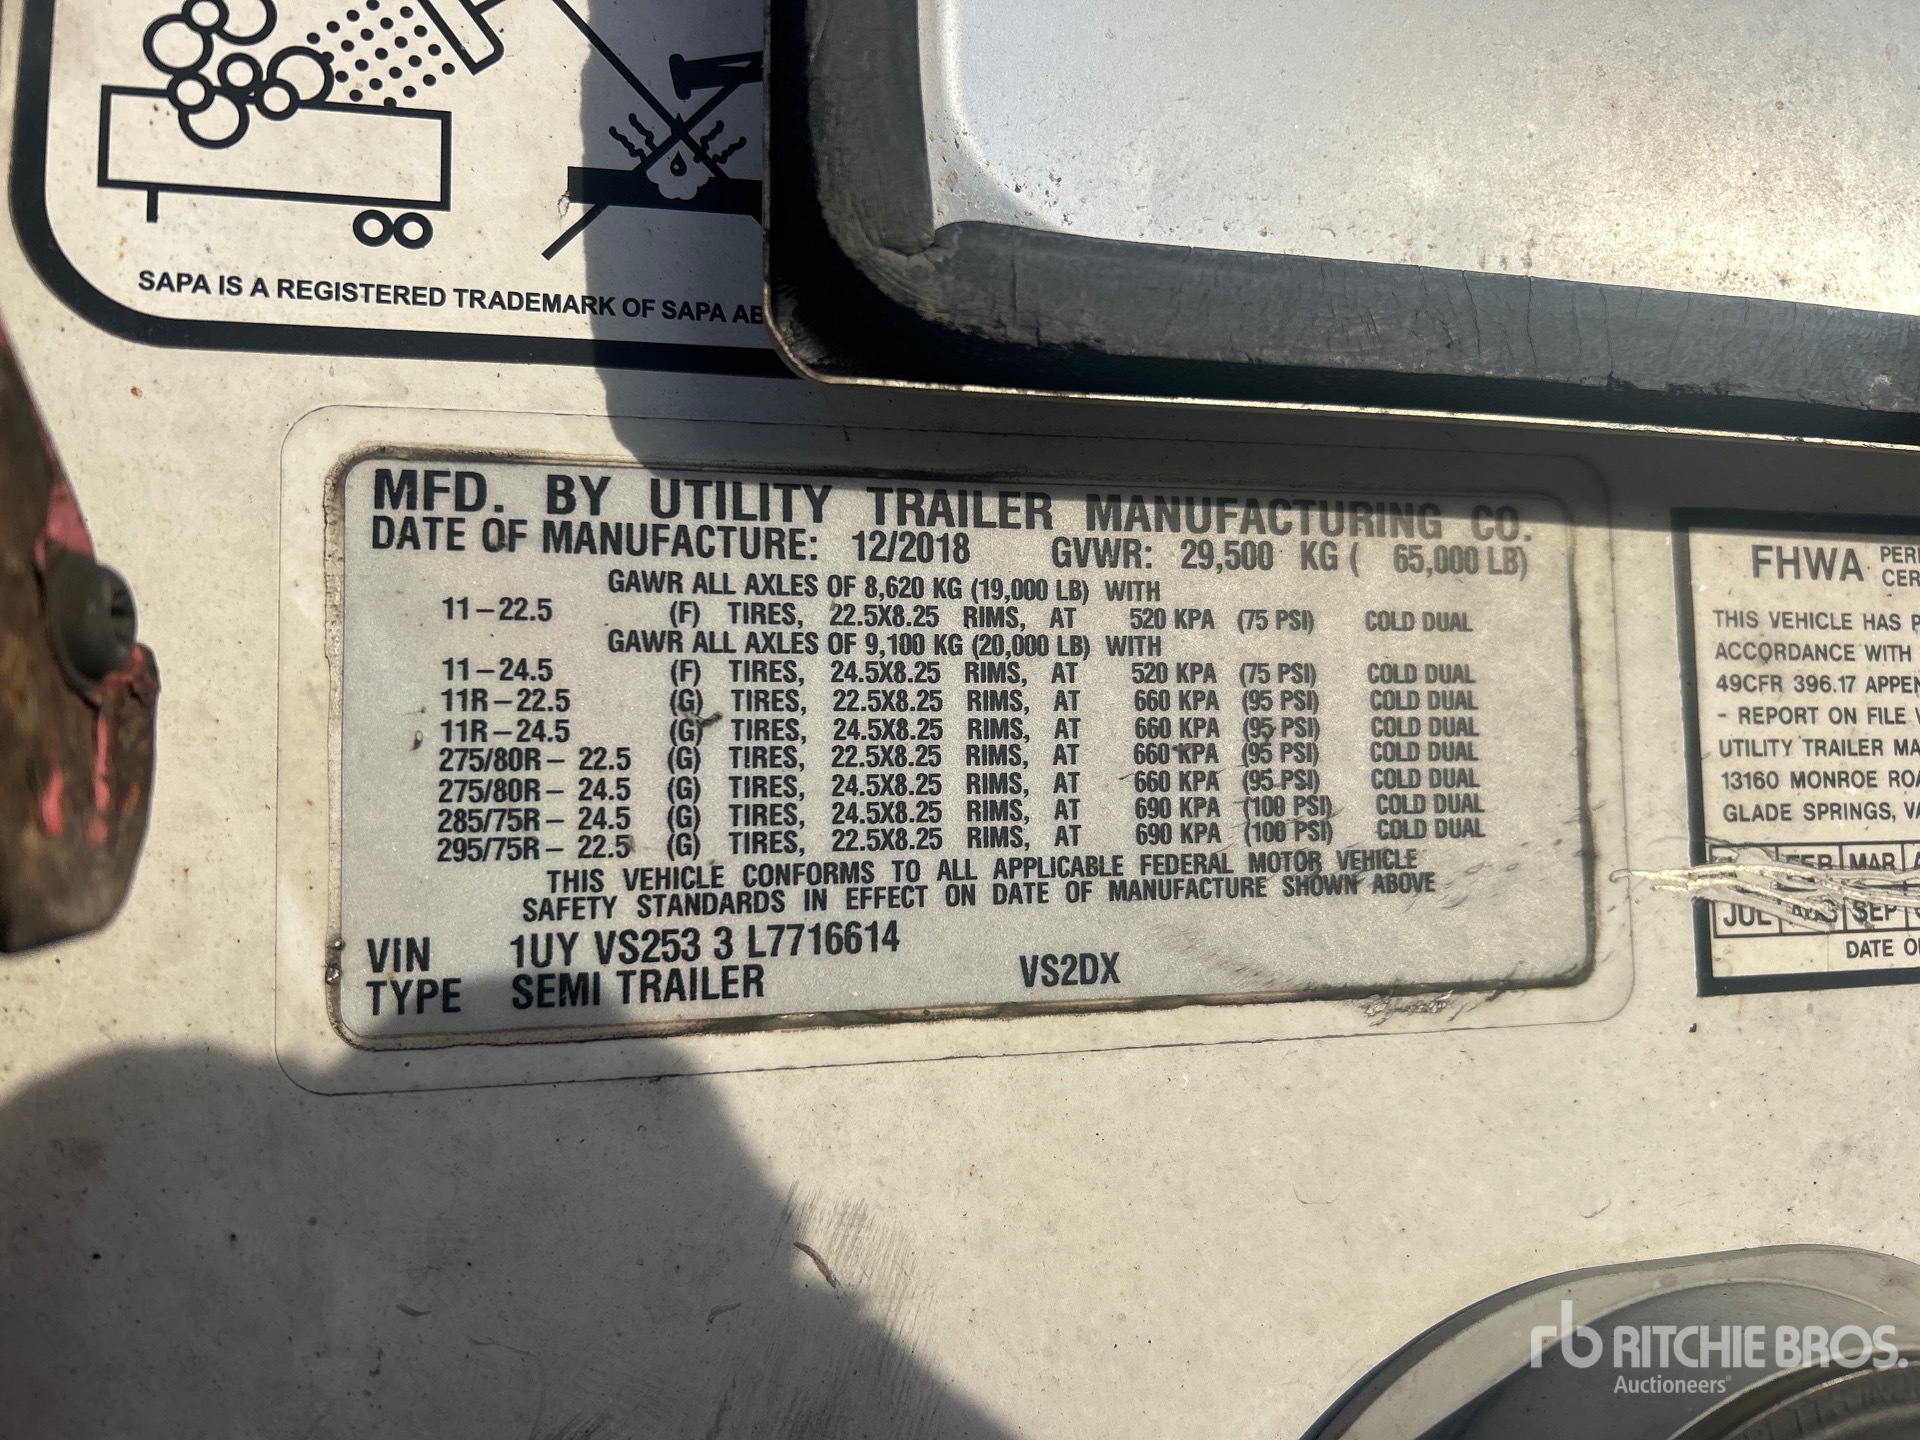 SAPA IS A REGISTERED TRADEMARK OF SAPA AB
MFD. BY UTILITY TRAILER MANUFACTURING CO.
DATE OF MANUFACTURE: 12/2018 GVWR: 29,500 KG ( 65,000 LB)
GAWR ALL AXLES OF 8,620 KG (19,000 LB) WITH
11-22.5 (F) TIRES, 22.5X8.25 RIMS, AT 520 KPA (75 PSI) COLD DUAL
GAWR ALL AXLES OF 9,100 KG (20,000 LB) WITH
11-24.5 (F) TIRES, 24.5X8.25 RIMS, AT 520 KPA (75 PSI) COLD DUAL
11R-22.5 (G) TIRES, 22.5X8.25 RIMS, AT 660 KPA (95 PSI) COLD DUAL
11R-24.5 (G) TIRES, 24.5X8.25 RIMS, AT 660 KPA (95 PSI) COLD DUAL
275/80R- 22.5 (G) TIRES, 22.5X8.25 RIMS, AT 660 KPA (95 PSI) COLD DUAL
275/80R- 24.5 (G) TIRES, 24.5X8.25 RIMS, AT 660 KPA (95 PSI) COLD DUAL
285/75R- 24.5 (G) TIRES, 24.5X8.25 RIMS, AT 690 KPA (100 PSI) COLD DUAL
295/75R- 22.5 (G) TIRES, 22.5X8.25 RIMS, AT 690 KPA (100 PSI) COLD DUAL
THIS VEHICLE CONFORMS TO ALL APPLICABLE FEDERAL MOTOR VEHICLE
SAFETY STANDARDS IN EFFECT ON DATE OF MANUFACTURE SHOWN ABOVE
VIN 1UY VS253 3 L7716614
TYPE SEMI TRAILER VS2DX
FHWA
THIS VEHICLE HAS
ACCORDANCE WITH
49CFR 396.17
- REPORT ON FILE
UTILITY TRAILER
13160 MONROE
GLADE SPRINGS,
FEB MAR
JUL AUG SEP
DATE
rb RITCHIE BROS.
Auctioneers